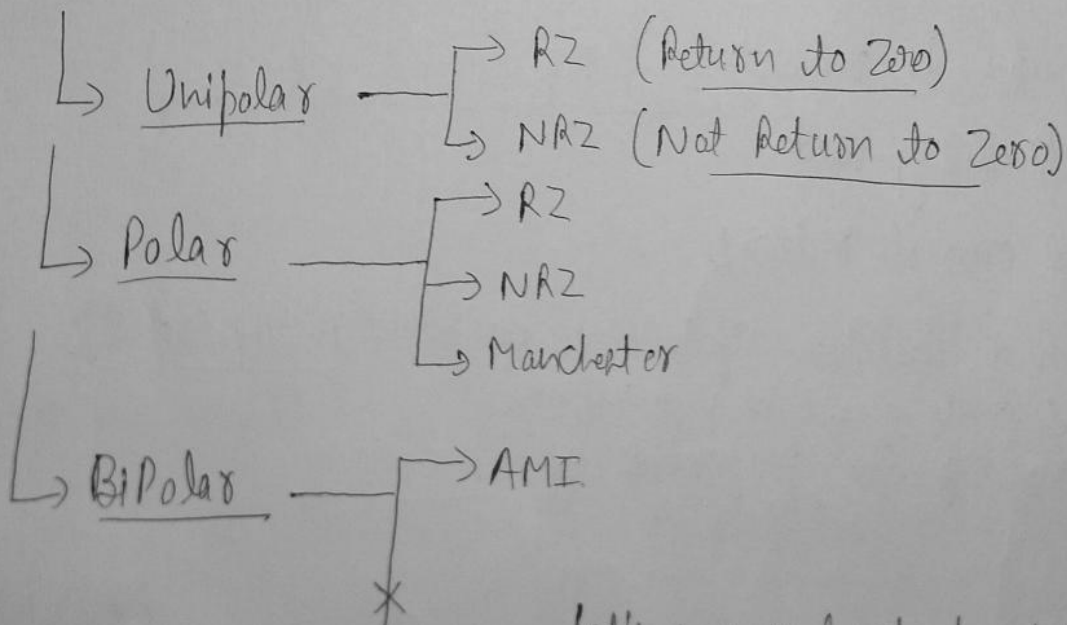 Unipolar
RZ (Return to Zero)
NRZ (Not Return to Zero)
Polar
RZ
NRZ
Manchester
BiPolar
AMI